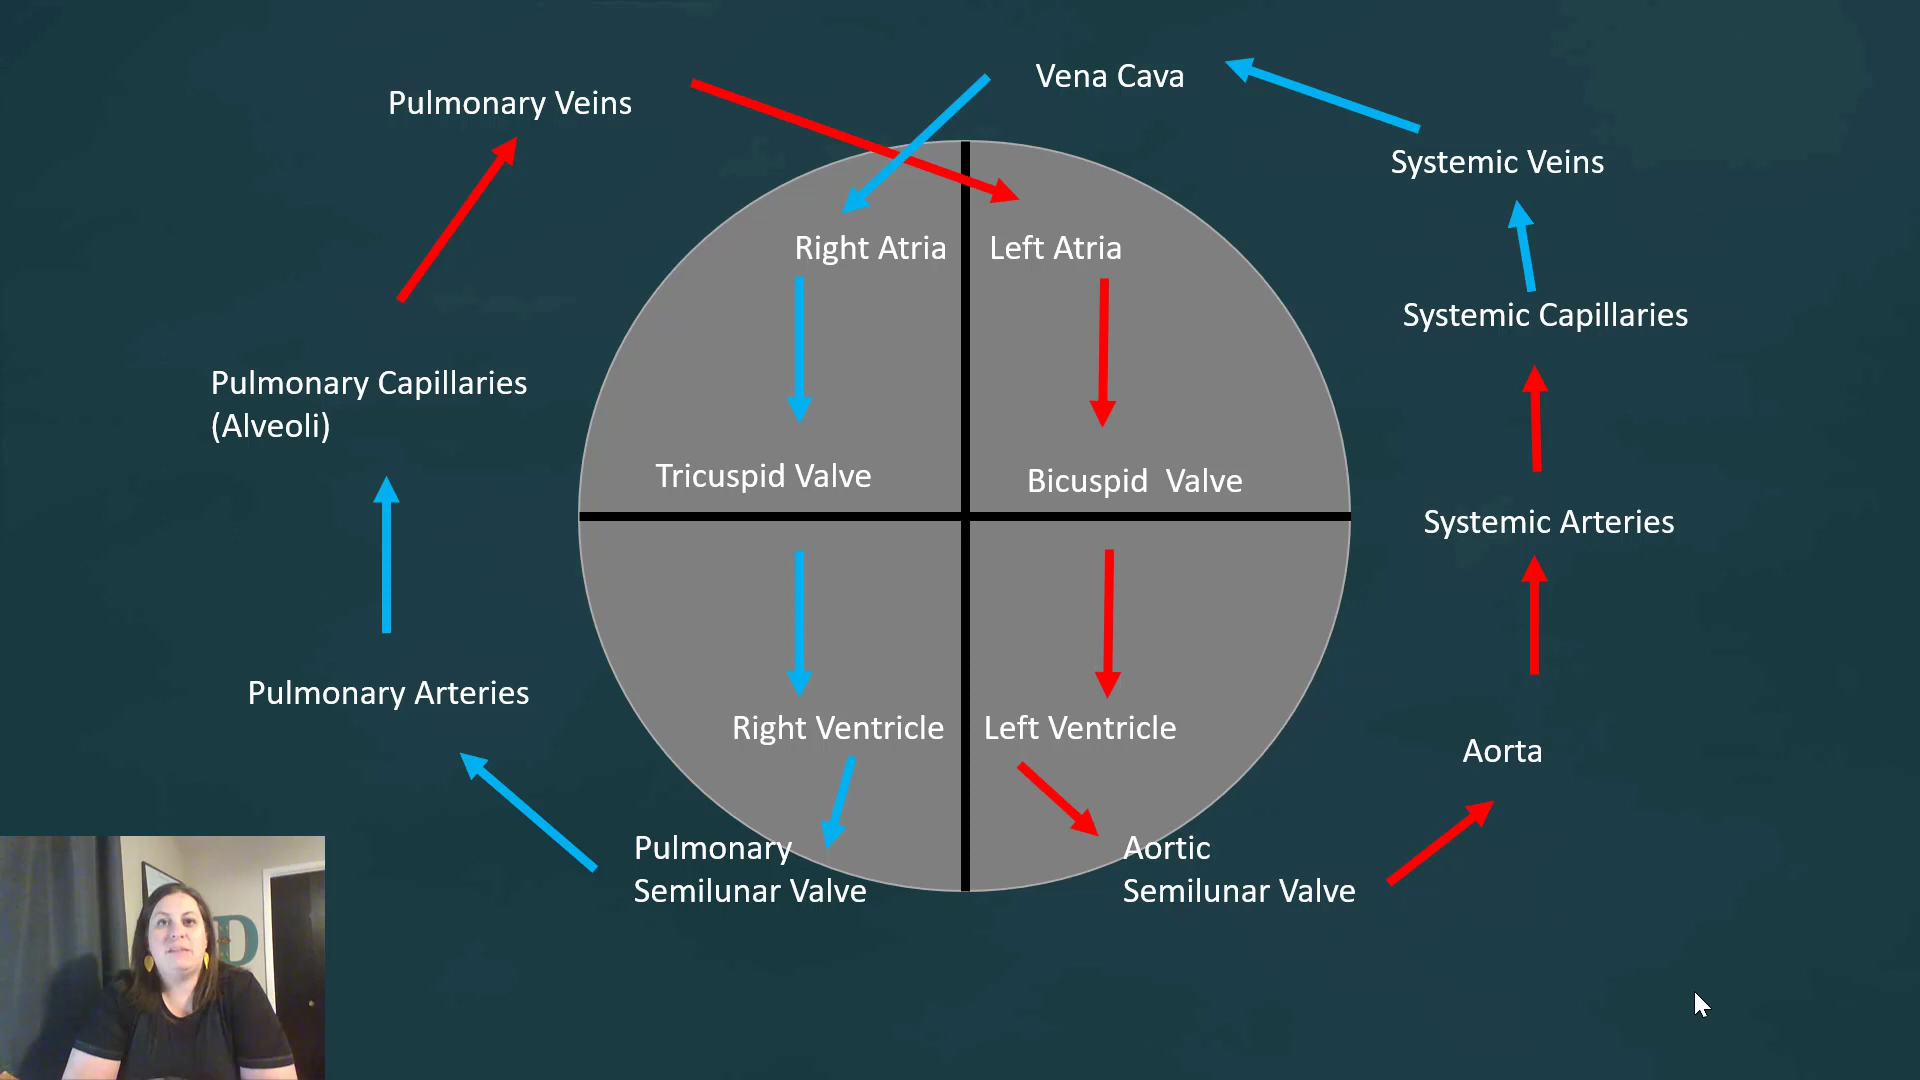 Vena Cava
Pulmonary Veins
Systemic Veins
Right Atria
Left Atria
Systemic Capillaries
Pulmonary Capillaries
(Alveoli)
Tricuspid Valve
Bicuspid  Valve
Systemic Arteries
Pulmonary Arteries
Right Ventricle
Left Ventricle
Aorta
Pulmonary
Semilunar Valve
Aortic
Semilunar Valve
D